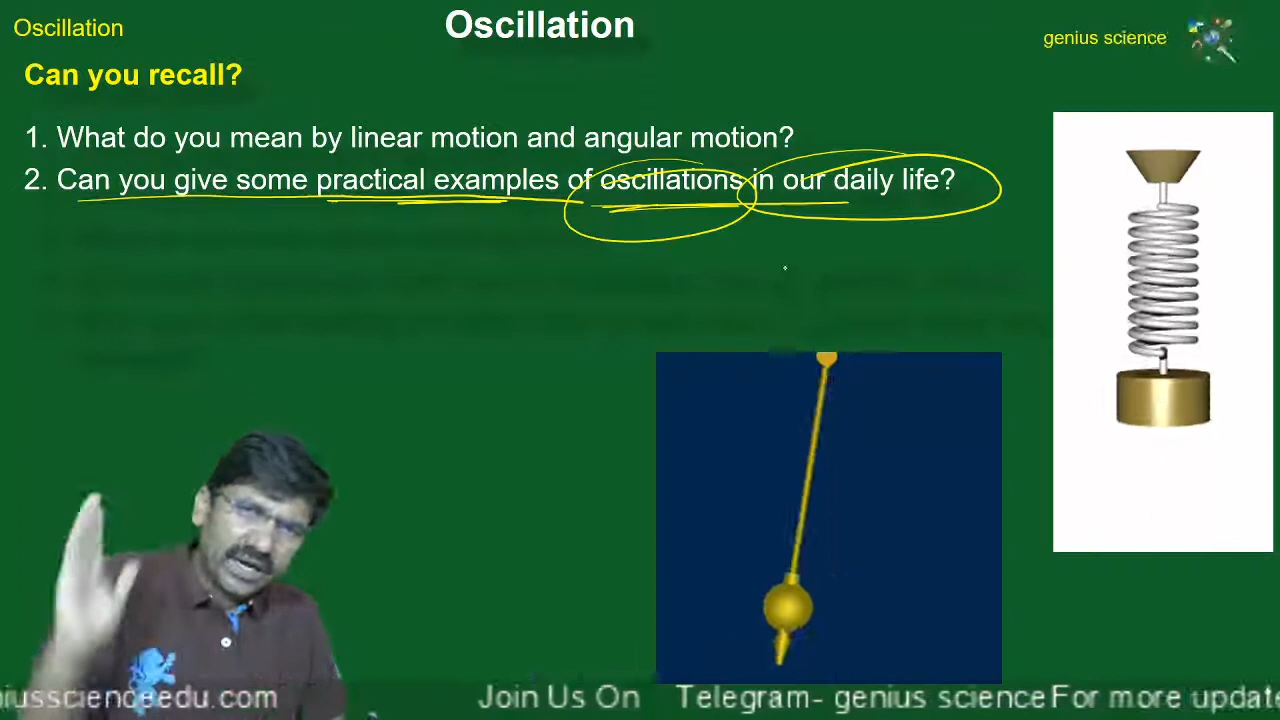 Oscillation
Oscillation
genius science
Can you recall?
1. What do you mean by linear motion and angular motion?
2. Can you give some practical examples of oscillations in our daily life?
niusscienceedu.com Join Us On Telegram- genius science For more update